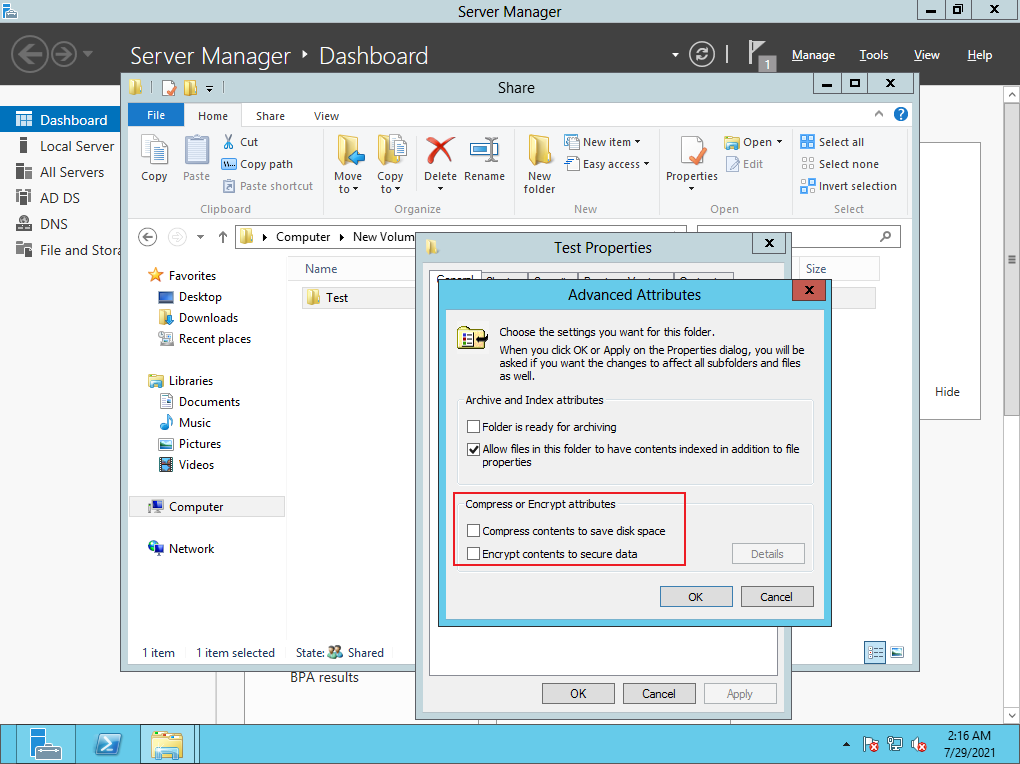 Server Manager
Server Manager
Dashboard
1
Manage
Tools
View
Help
Dashboard
Local Server
All Servers
AD DS
DNS
File and Stora
Share
File
Home
Share
View
Copy
Paste
Cut
Copy path
Paste shortcut
Clipboard
Move to
Copy to
Delete
Rename
Organize
New folder
New item
Easy access
New
Properties
Open
Edit
Open
Select all
Select none
Invert selection
Select
Computer
New Volum
Favorites
Desktop
Downloads
Recent places
Libraries
Documents
Music
Pictures
Videos
Computer
Network
Name
Size
Test
1 item
1 item selected
State:
Shared
Test Properties
General
Advanced Attributes
Choose the settings you want for this folder.
When you click OK or Apply on the Properties dialog, you will be
asked if you want the changes to affect all subfolders and files
as well.
Archive and Index attributes
Folder is ready for archiving
Allow files in this folder to have contents indexed in addition to file
properties
Compress or Encrypt attributes
Compress contents to save disk space
Encrypt contents to secure data
Details
OK
Cancel
OK
Cancel
Apply
Hide
BPA results
2:16 AM
7/29/2021